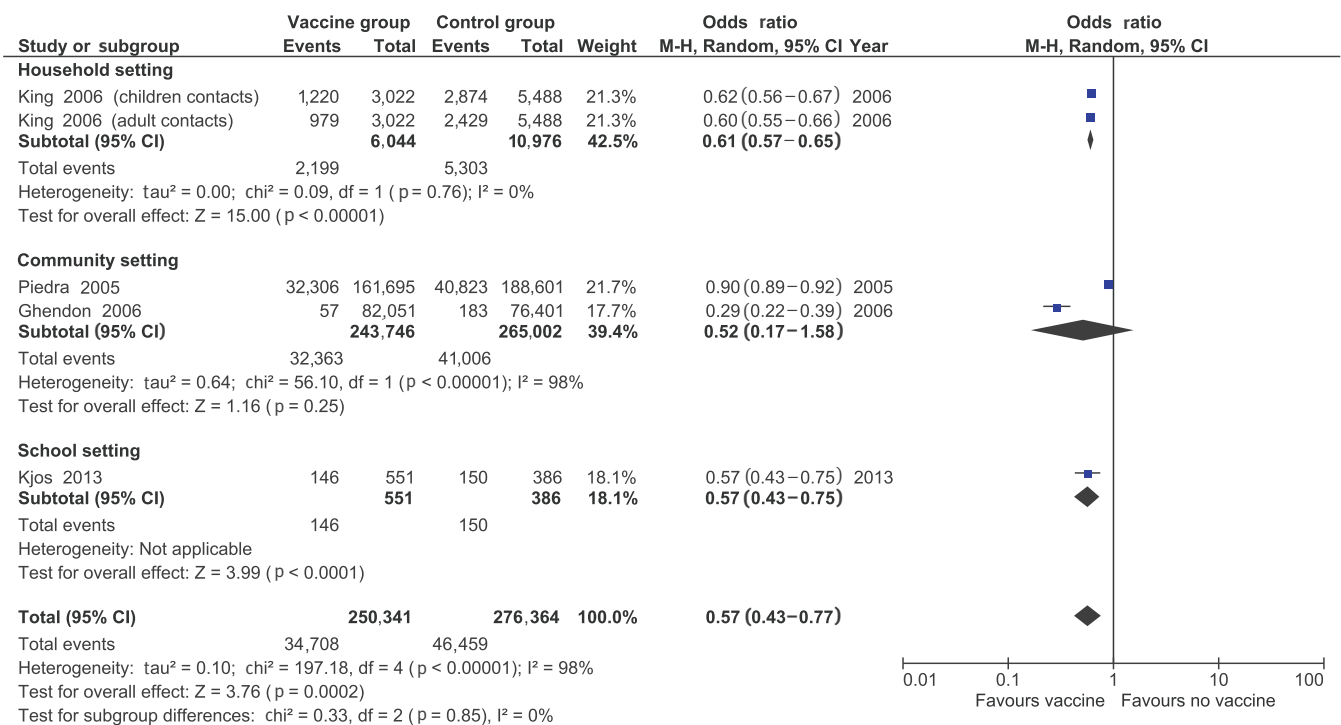 Vaccine group Control group Odds ratio Odds ratio
Study or subgroup Events Total Events Total Weight M-H, Random, 95% CI Year M-H, Random, 95% CI
Household setting
King 2006 (children contacts) 1,220 3,022 2,874 5,488 21.3% 0.62 (0.56–0.67) 2006
King 2006 (adult contacts) 979 3,022 2,429 5,488 21.3% 0.60 (0.55–0.66) 2006
Subtotal (95% CI) 6,044 10,976 42.5% 0.61 (0.57–0.65)
Total events 2,199 5,303
Heterogeneity: tau² = 0.00; chi² = 0.09, df = 1 (p = 0.76); I² = 0%
Test for overall effect: Z = 15.00 (p < 0.00001)
Community setting
Piedra 2005 32,306 161,695 40,823 188,601 21.7% 0.90 (0.89–0.92) 2005
Ghendon 2006 57 82,051 183 76,401 17.7% 0.29 (0.22–0.39) 2006
Subtotal (95% CI) 243,746 265,002 39.4% 0.52 (0.17–1.58)
Total events 32,363 41,006
Heterogeneity: tau² = 0.64; chi² = 56.10, df = 1 (p < 0.00001); I² = 98%
Test for overall effect: Z = 1.16 (p = 0.25)
School setting
Kjos 2013 146 551 150 386 18.1% 0.57 (0.43–0.75) 2013
Subtotal (95% CI) 551 386 18.1% 0.57 (0.43–0.75)
Total events 146 150
Heterogeneity: Not applicable
Test for overall effect: Z = 3.99 (p < 0.0001)
Total (95% CI) 250,341 276,364 100.0% 0.57 (0.43–0.77)
Total events 34,708 46,459
Heterogeneity: tau² = 0.10; chi² = 197.18, df = 4 (p < 0.00001); I² = 98%
Test for overall effect: Z = 3.76 (p = 0.0002)
Test for subgroup differences: chi² = 0.33, df = 2 (p = 0.85), I² = 0%
0.01 0.1 1 10 100
Favours vaccine Favours no vaccine